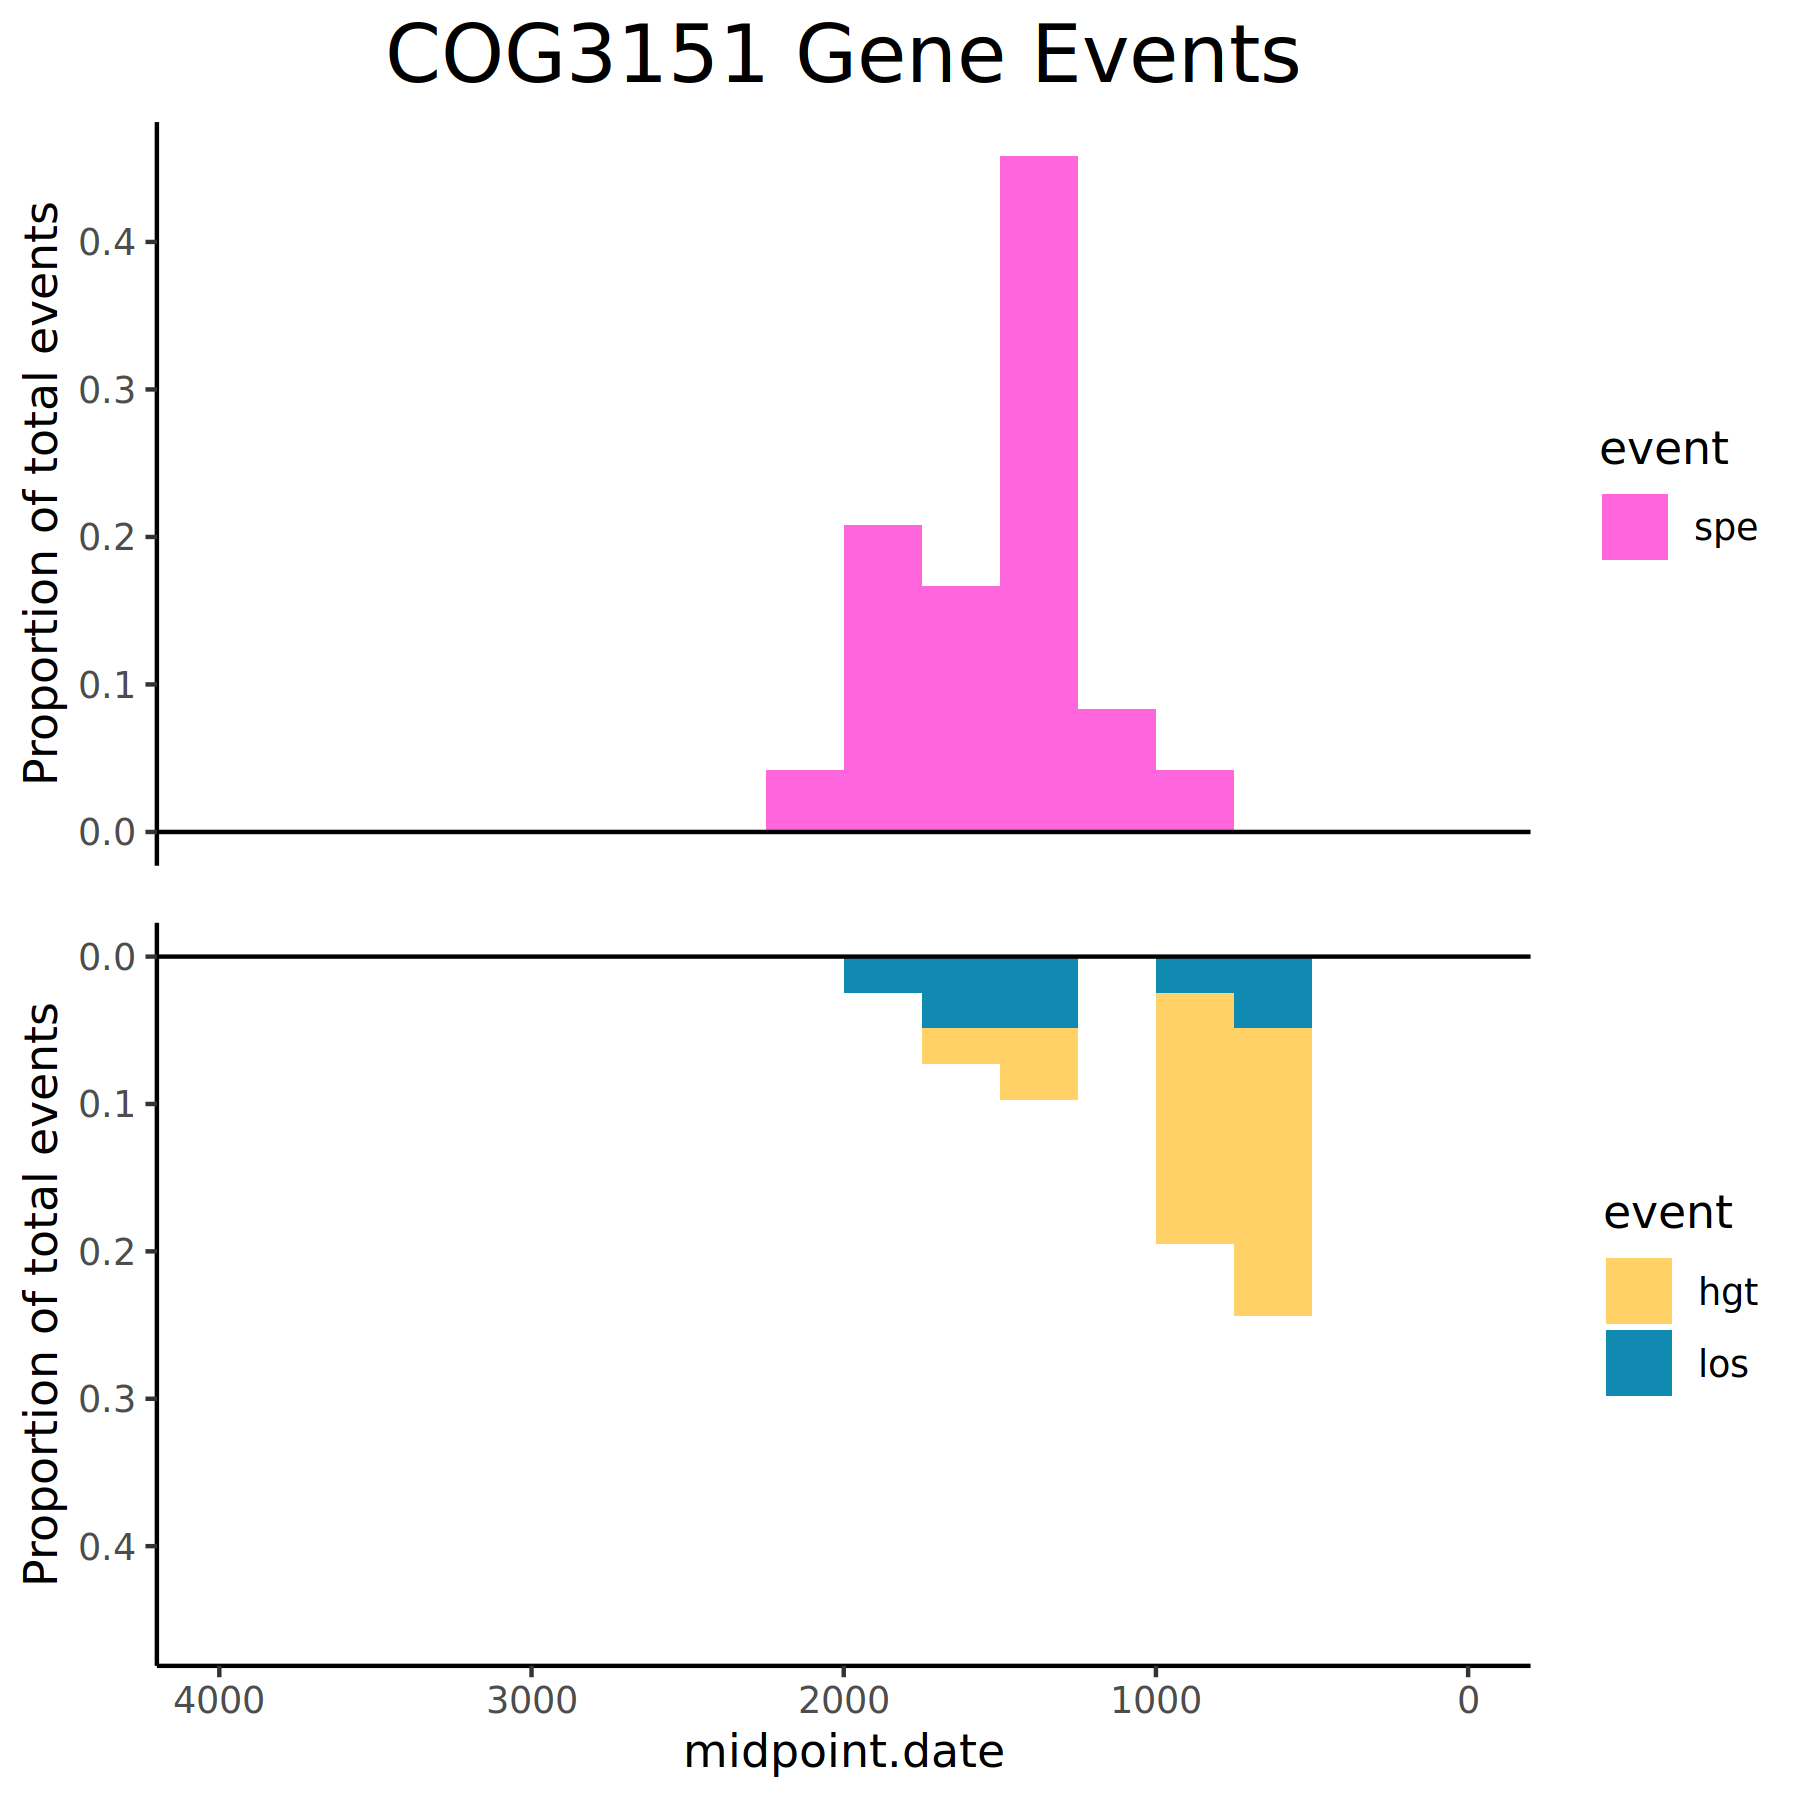 COG3151 Gene Events
Proportion of total events
0.4
0.3
0.2
0.1
0.0
event
spe
Proportion of total events
0.0
0.1
0.2
0.3
0.4
event
hgt
los
4000 3000 2000 1000 0
midpoint.date